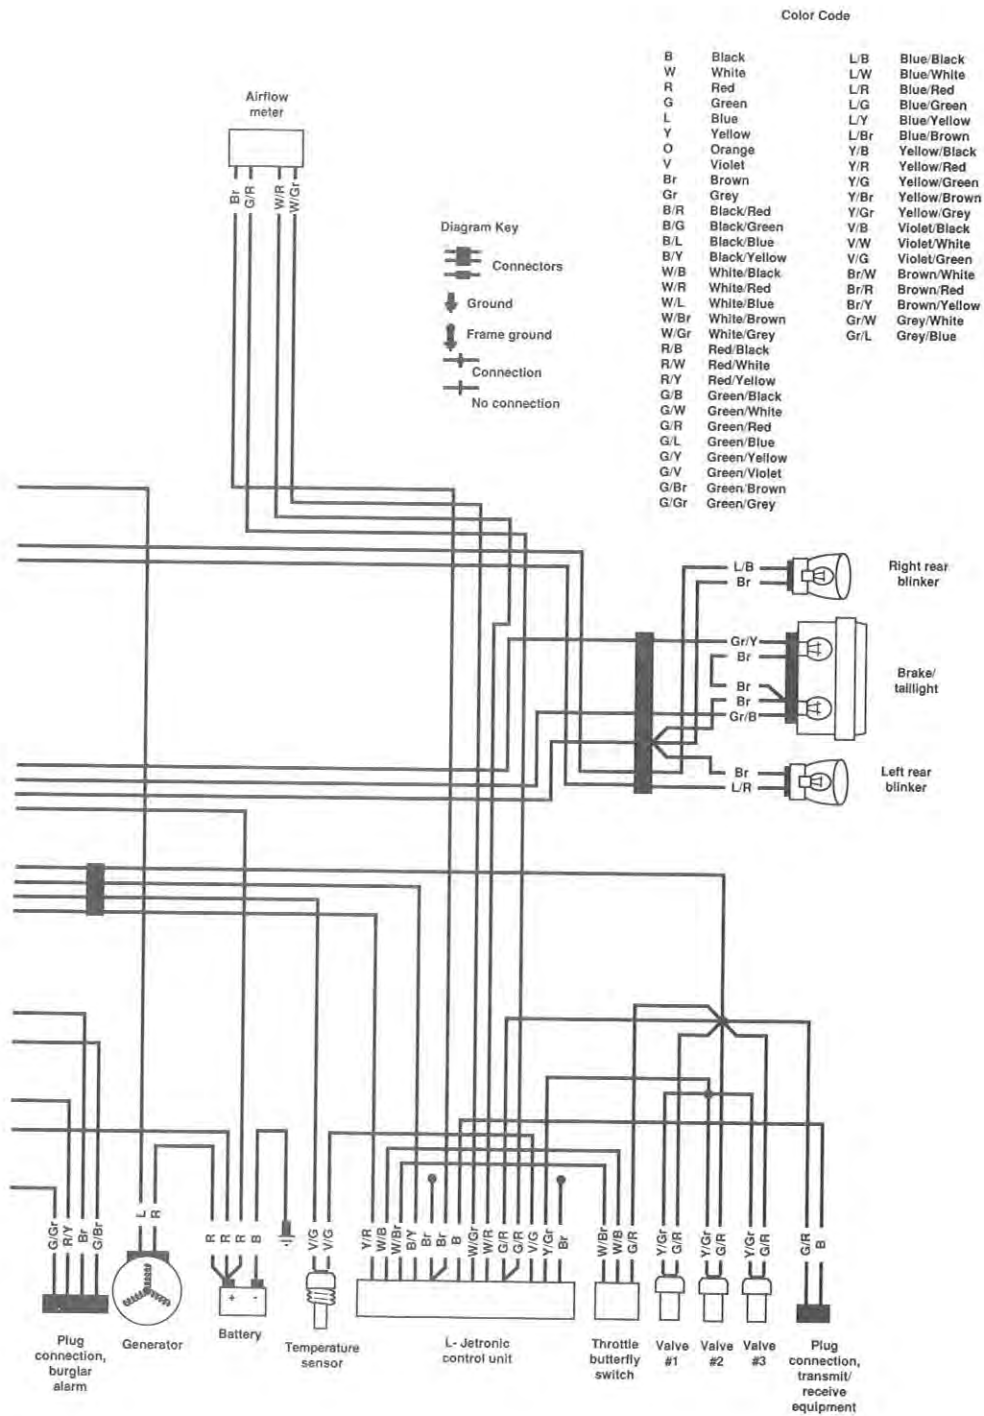 Color Code
B Black
W White
R Red
G Green
L Blue
Y Yellow
O Orange
V Violet
Br Brown
Gr Grey
B/R Black/Red
B/G Black/Green
B/L Black/Blue
B/Y Black/Yellow
W/B White/Black
W/R White/Red
W/L White/Blue
W/Br White/Brown
W/Gr White/Grey
R/B Red/Black
R/W Red/White
R/Y Red/Yellow
G/B Green/Black
G/W Green/White
G/R Green/Red
G/L Green/Blue
G/Y Green/Yellow
G/V Green/Violet
G/Br Green/Brown
G/Gr Green/Grey
L/B Blue/Black
L/W Blue/White
L/R Blue/Red
L/G Blue/Green
L/Y Blue/Yellow
L/Br Blue/Brown
Y/B Yellow/Black
Y/R Yellow/Red
Y/G Yellow/Green
Y/Br Yellow/Brown
Y/Gr Yellow/Grey
V/B Violet/Black
V/W Violet/White
V/G Violet/Green
Br/W Brown/White
Br/R Brown/Red
Br/Y Brown/Yellow
Gr/W Grey/White
Gr/L Grey/Blue
Airflow
meter
Br
G/R
W/R
W/Gr
Diagram Key
Connectors
Ground
Frame ground
Connection
No connection
L/B
Br
Right rear
blinker
Gr/Y
Br
Br
Br
Gr/B
Brake/
taillight
Br
L/R
Left rear
blinker
G/Gr
R/Y
Br
G/Br
Plug
connection,
burglar
alarm
L
R
Generator
R
R
R
B
+ -
Battery
V/G
V/G
Temperature
sensor
Y/R
W/B
W/Br
B/Y
Br
Br
B
W/Gr
W/R
G/R
G/R
V/G
Y/Gr
Br
L- Jetronic
control unit
W/Br
W/B
G/R
Throttle
butterfly
switch
Y/Gr
G/R
Valve
#1
Y/Gr
G/R
Valve
#2
Y/Gr
G/R
Valve
#3
G/R
B
Plug
connection,
transmit/
receive
equipment